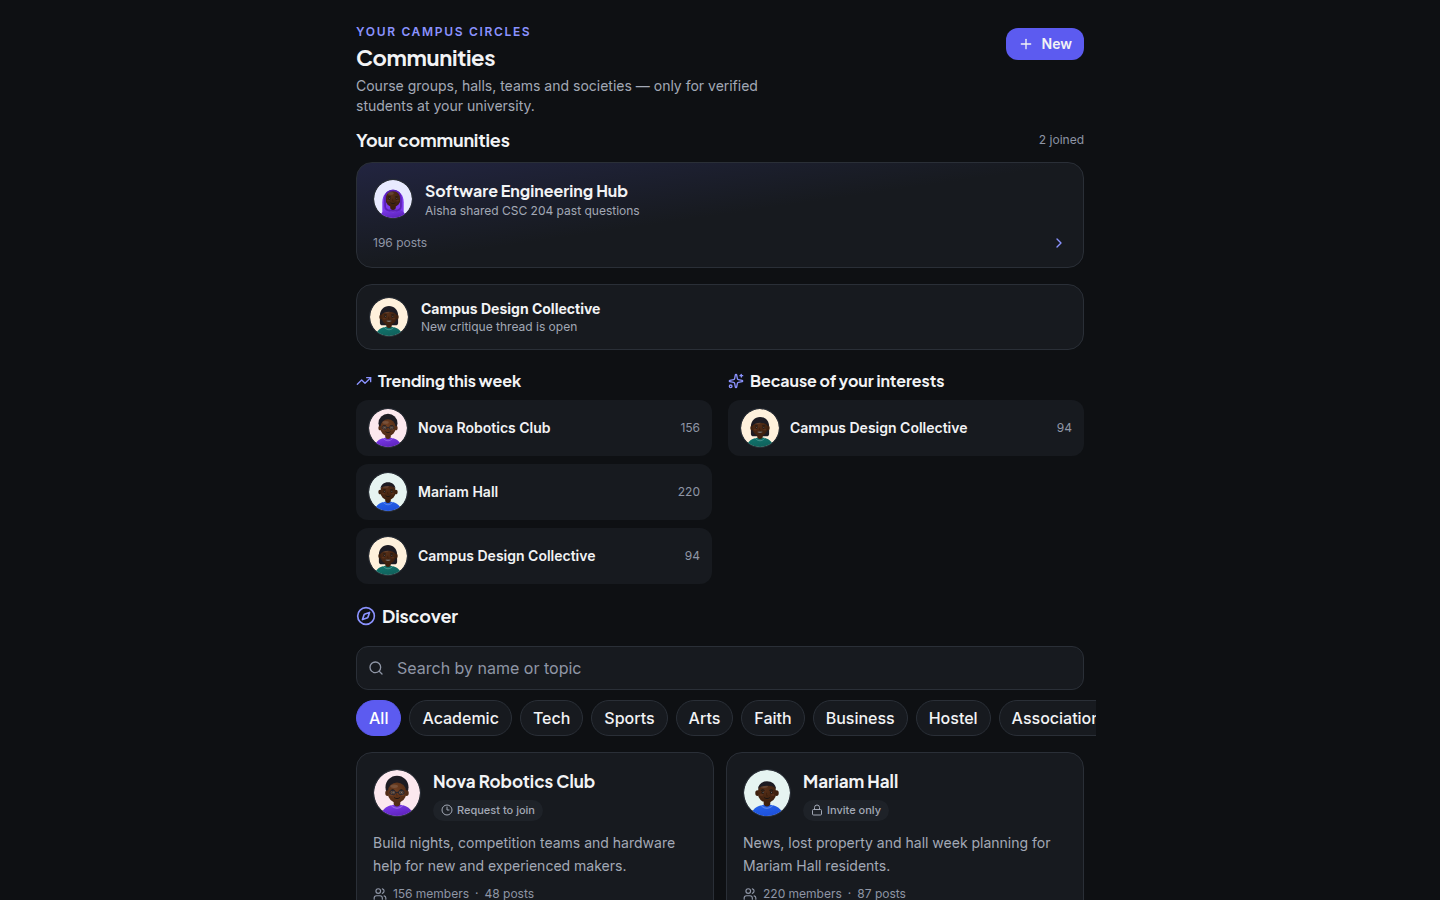 YOUR CAMPUS CIRCLES
Communities
New
Course groups, halls, teams and societies — only for verified
students at your university.
Your communities
2 joined
Software Engineering Hub
Aisha shared CSC 204 past questions
196 posts
Campus Design Collective
New critique thread is open
Trending this week
Nova Robotics Club
156
Mariam Hall
220
Campus Design Collective
94
Because of your interests
Campus Design Collective
94
Discover
Search by name or topic
All
Academic
Tech
Sports
Arts
Faith
Business
Hostel
Association
Nova Robotics Club
Request to join
Build nights, competition teams and hardware
help for new and experienced makers.
156 members · 48 posts
Mariam Hall
Invite only
News, lost property and hall week planning for
Mariam Hall residents.
220 members · 87 posts